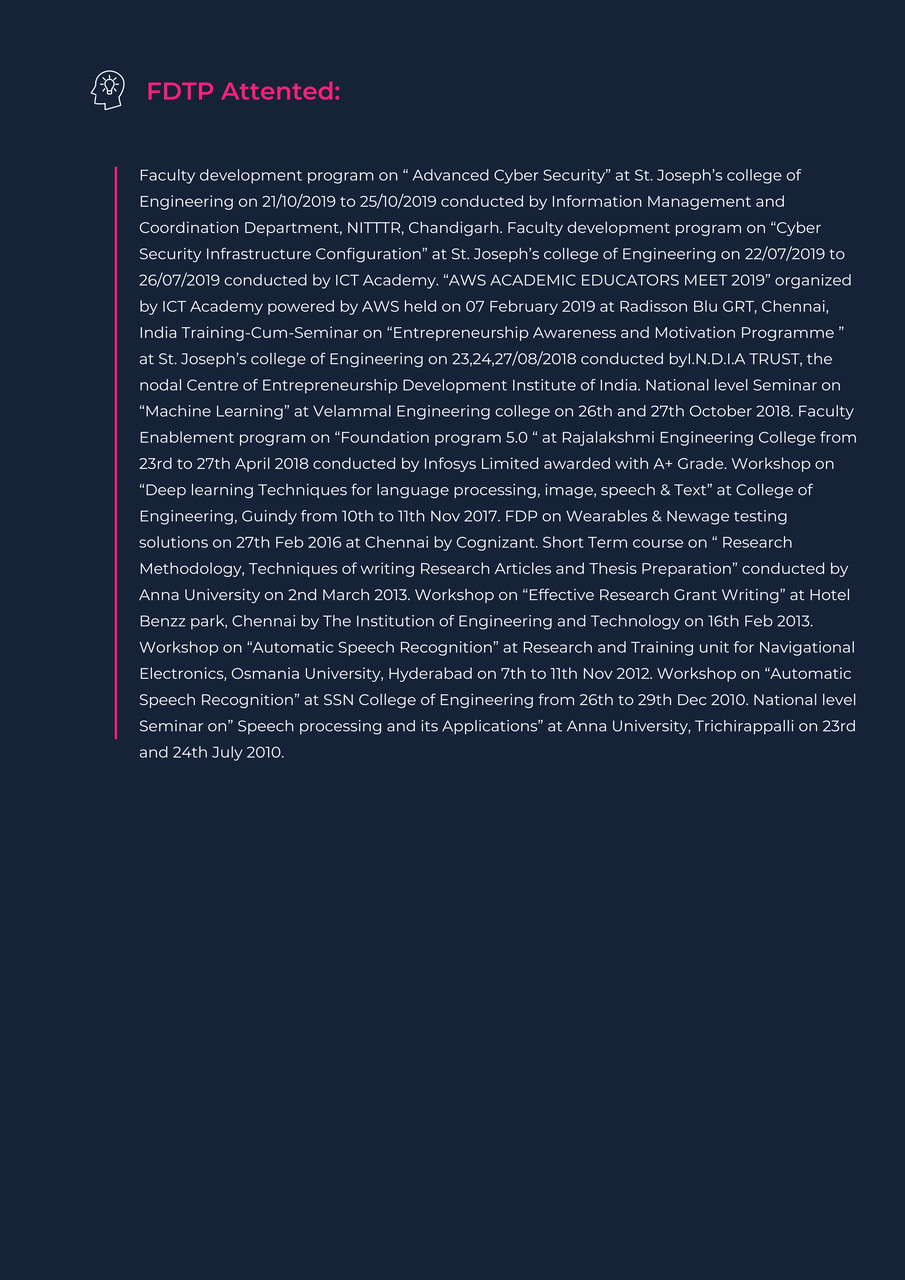 FDTP Attented:
Faculty development program on “ Advanced Cyber Security” at St. Joseph’s college of
Engineering on 21/10/2019 to 25/10/2019 conducted by Information Management and
Coordination Department, NITTTR, Chandigarh. Faculty development program on “Cyber
Security Infrastructure Configuration” at St. Joseph’s college of Engineering on 22/07/2019 to
26/07/2019 conducted by ICT Academy. “AWS ACADEMIC EDUCATORS MEET 2019” organized
by ICT Academy powered by AWS held on 07 February 2019 at Radisson Blu GRT, Chennai,
India Training-Cum-Seminar on “Entrepreneurship Awareness and Motivation Programme ”
at St. Joseph’s college of Engineering on 23,24,27/08/2018 conducted byI.N.D.I.A TRUST, the
nodal Centre of Entrepreneurship Development Institute of India. National level Seminar on
“Machine Learning” at Velammal Engineering college on 26th and 27th October 2018. Faculty
Enablement program on “Foundation program 5.0 “ at Rajalakshmi Engineering College from
23rd to 27th April 2018 conducted by Infosys Limited awarded with A+ Grade. Workshop on
“Deep learning Techniques for language processing, image, speech & Text” at College of
Engineering, Guindy from 10th to 11th Nov 2017. FDP on Wearables & Newage testing
solutions on 27th Feb 2016 at Chennai by Cognizant. Short Term course on “ Research
Methodology, Techniques of writing Research Articles and Thesis Preparation” conducted by
Anna University on 2nd March 2013. Workshop on “Effective Research Grant Writing” at Hotel
Benzz park, Chennai by The Institution of Engineering and Technology on 16th Feb 2013.
Workshop on “Automatic Speech Recognition” at Research and Training unit for Navigational
Electronics, Osmania University, Hyderabad on 7th to 11th Nov 2012. Workshop on “Automatic
Speech Recognition” at SSN College of Engineering from 26th to 29th Dec 2010. National level
Seminar on” Speech processing and its Applications” at Anna University, Trichirappalli on 23rd
and 24th July 2010.